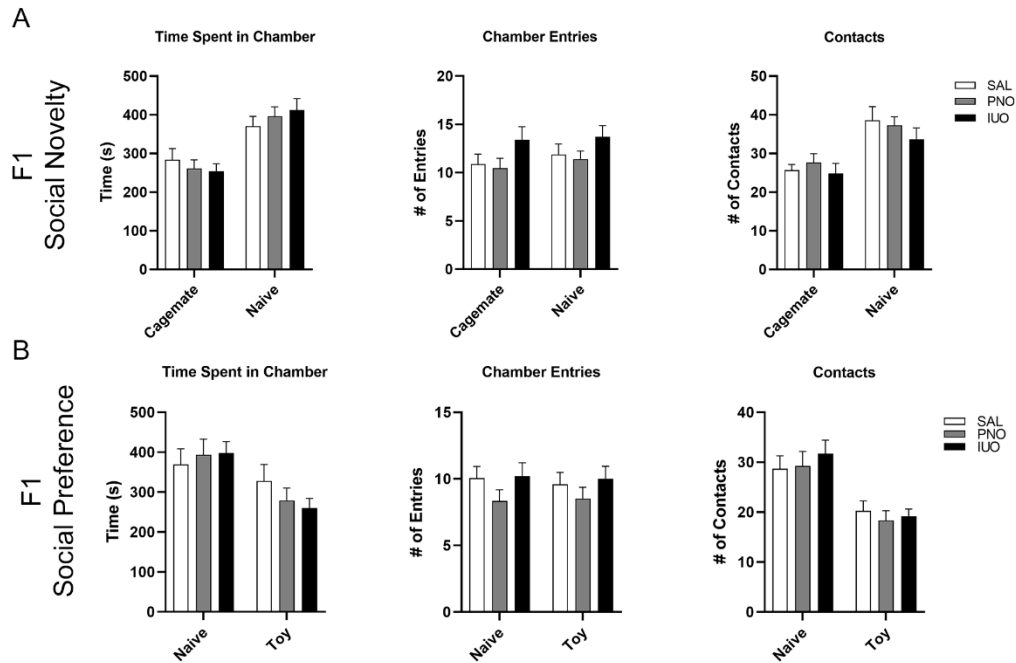 A
F1
Social Novelty
Time Spent in Chamber
Time (s)
500
400
300
200
100
0
Cagemate
Naive
Chamber Entries
# of Entries
20
15
10
5
0
Cagemate
Naive
Contacts
# of Contacts
50
40
30
20
10
0
Cagemate
Naive
SAL
PNO
IUO
B
F1
Social Preference
Time Spent in Chamber
Time (s)
500
400
300
200
100
0
Naive
Toy
Chamber Entries
# of Entries
15
10
5
0
Naive
Toy
Contacts
# of Contacts
40
30
20
10
0
Naive
Toy
SAL
PNO
IUO